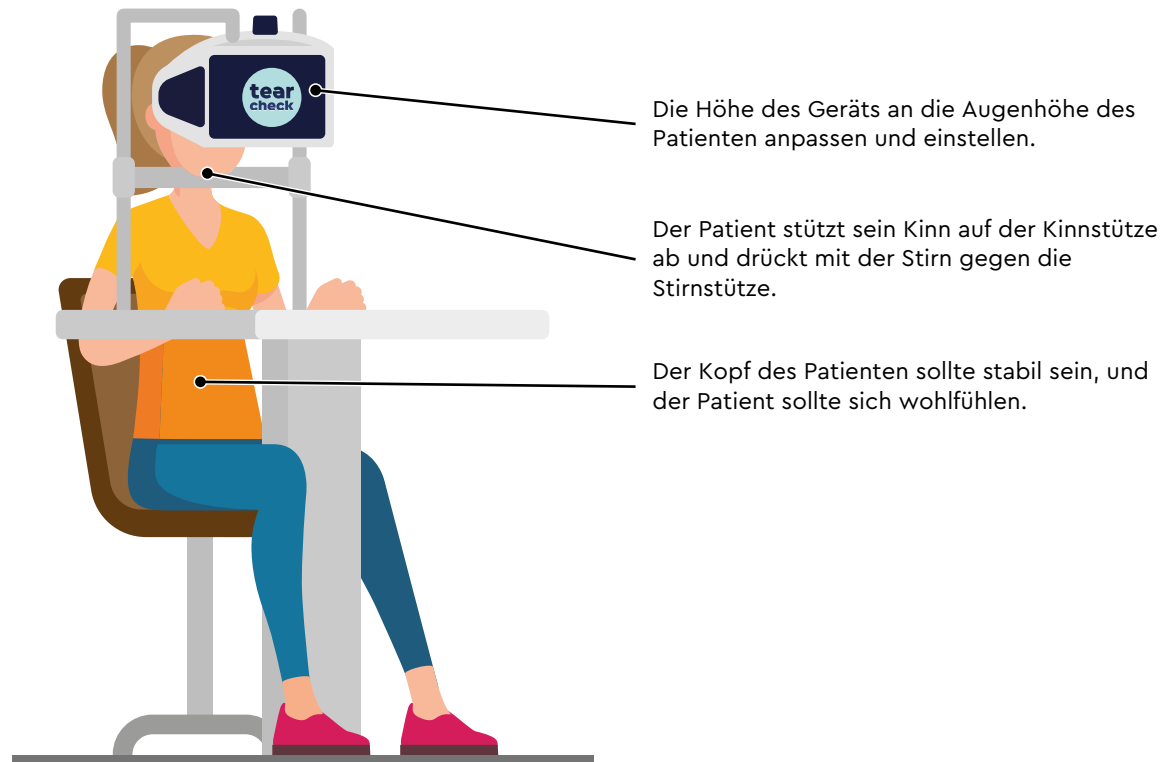 tear
check
Die Höhe des Geräts an die Augenhöhe des
Patienten anpassen und einstellen.
Der Patient stützt sein Kinn auf der Kinnstütze
ab und drückt mit der Stirn gegen die
Stirnstütze.
Der Kopf des Patienten sollte stabil sein, und
der Patient sollte sich wohlfühlen.